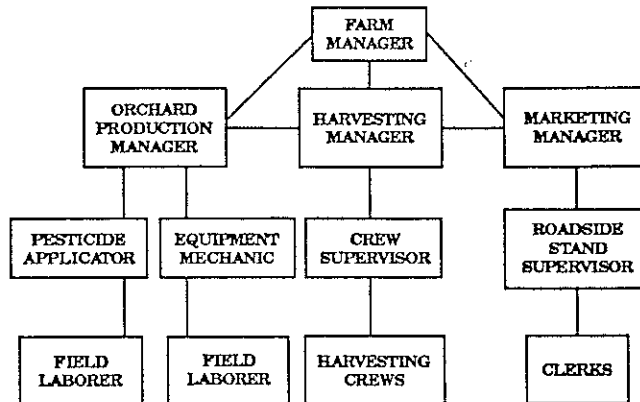 FARM
MANAGER
ORCHARD
PRODUCTION
MANAGER
HARVESTING
MANAGER
MARKETING
MANAGER
PESTICIDE
APPLICATOR
EQUIPMENT
MECHANIC
CREW
SUPERVISOR
ROADSIDE
STAND
SUPERVISOR
FIELD
LABORER
FIELD
LABORER
HARVESTING
CREWS
CLERKS